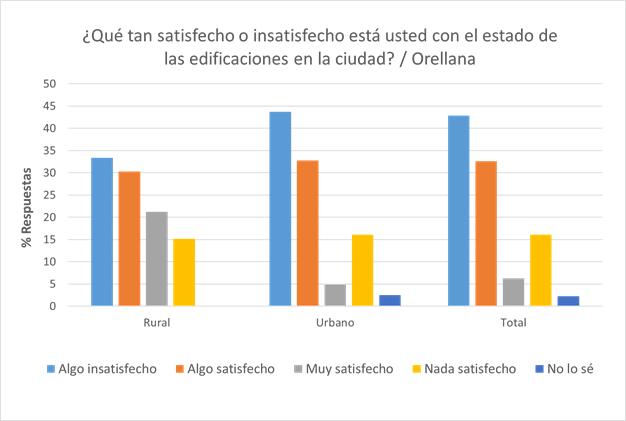 ¿Qué tan satisfecho o insatisfecho está usted con el estado de
las edificaciones en la ciudad? / Orellana
50
45
40
35
30
25
20
15
10
5
0
% Respuestas
Rural Urbano Total
Algo insatisfecho Algo satisfecho Muy satisfecho Nada satisfecho No lo sé